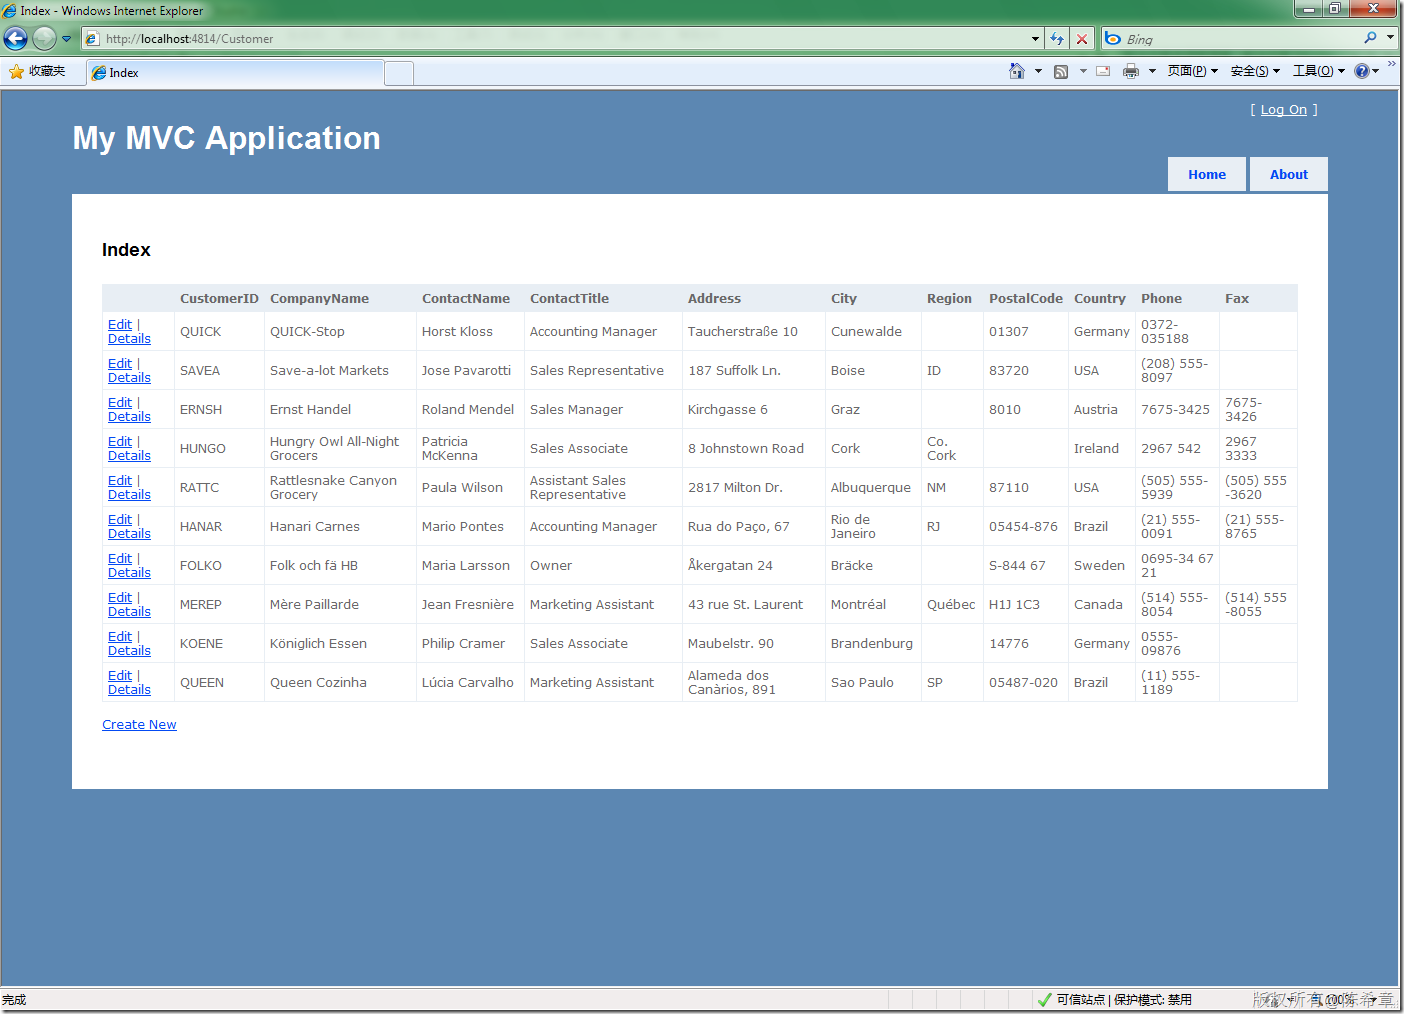 Index - Windows Internet Explorer
http://localhost:4814/Customer
Bing
收藏夹
Index
页面(P)
安全(S)
工具(O)
[ Log On ]
My MVC Application
Home About
Index
CustomerID CompanyName ContactName ContactTitle Address City Region PostalCode Country Phone Fax
Edit | Details QUICK QUICK-Stop Horst Kloss Accounting Manager Taucherstraße 10 Cunewalde 01307 Germany 0372-035188
Edit | Details SAVEA Save-a-lot Markets Jose Pavarotti Sales Representative 187 Suffolk Ln. Boise ID 83720 USA (208) 555-8097
Edit | Details ERNSH Ernst Handel Roland Mendel Sales Manager Kirchgasse 6 Graz 8010 Austria 7675-3425 7675-3426
Edit | Details HUNGO Hungry Owl All-Night Grocers Patricia McKenna Sales Associate 8 Johnstown Road Cork Co. Cork Ireland 2967 542 2967 3333
Edit | Details RATTC Rattlesnake Canyon Grocery Paula Wilson Assistant Sales Representative 2817 Milton Dr. Albuquerque NM 87110 USA (505) 555-5939 (505) 555-3620
Edit | Details HANAR Hanari Carnes Mario Pontes Accounting Manager Rua do Paço, 67 Rio de Janeiro RJ 05454-876 Brazil (21) 555-0091 (21) 555-8765
Edit | Details FOLKO Folk och fä HB Maria Larsson Owner Åkergatan 24 Bräcke S-844 67 Sweden 0695-34 67 21
Edit | Details MEREP Mère Paillarde Jean Fresnière Marketing Assistant 43 rue St. Laurent Montréal Québec H1J 1C3 Canada (514) 555-8054 (514) 555-8055
Edit | Details KOENE Königlich Essen Philip Cramer Sales Associate Maubelstr. 90 Brandenburg 14776 Germany 0555-09876
Edit | Details QUEEN Queen Cozinha Lúcia Carvalho Marketing Assistant Alameda dos Canàrios, 891 Sao Paulo SP 05487-020 Brazil (11) 555-1189
Create New
完成
可信站点 | 保护模式: 禁用
100%
版权所有@陈希章